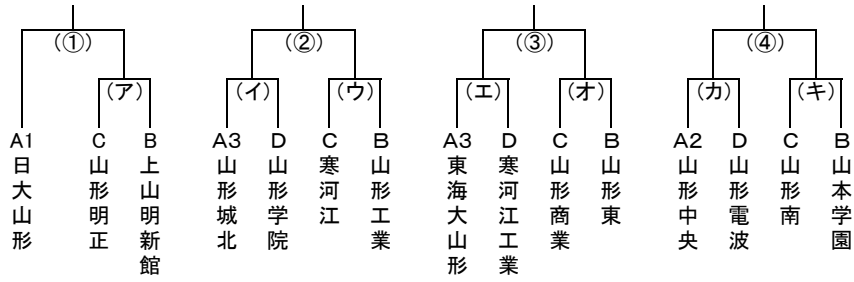 (①) (②) (③) (④)
(ア) (イ) (ウ) (エ) (オ) (カ) (キ)
A1 C B A3 D C B A3 D C B A2 D C B
日大山形
山形明正
上山明新館
山形城北
山形学院
寒河江
山形工業
東海大山形
寒河江工業
山形商業
山形東
山形中央
山形電波
山形南
山本学園